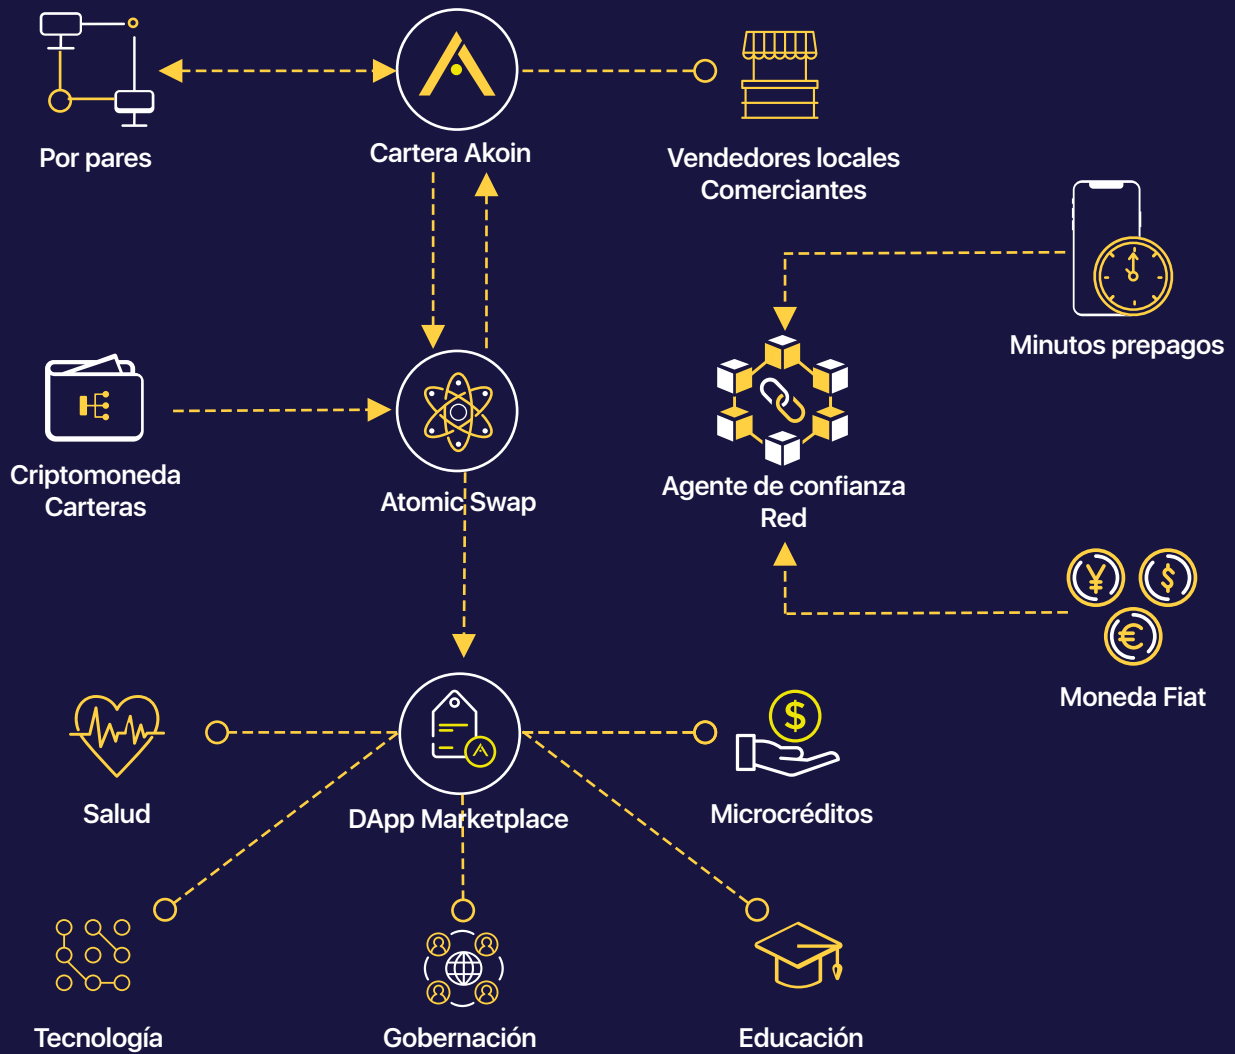 Por pares
Cartera Akoin
Vendedores locales
Comerciantes
Minutos prepagos
Criptomoneda
Carteras
Atomic Swap
Agente de confianza
Red
Moneda Fiat
Salud
DApp Marketplace
Microcréditos
Tecnología
Gobernación
Educación